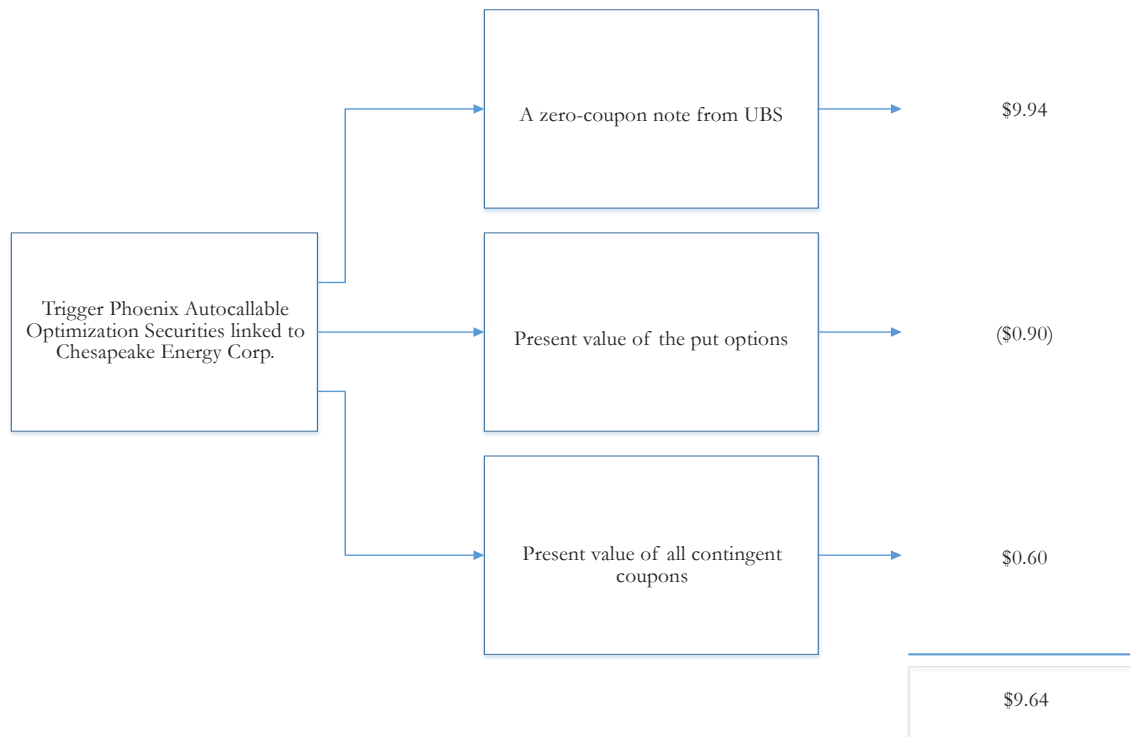 A zero-coupon note from UBS
$9.94
Trigger Phoenix Autocallable
Optimization Securities linked to
Chesapeake Energy Corp.
Present value of the put options
($0.90)
Present value of all contingent
coupons
$0.60
$9.64